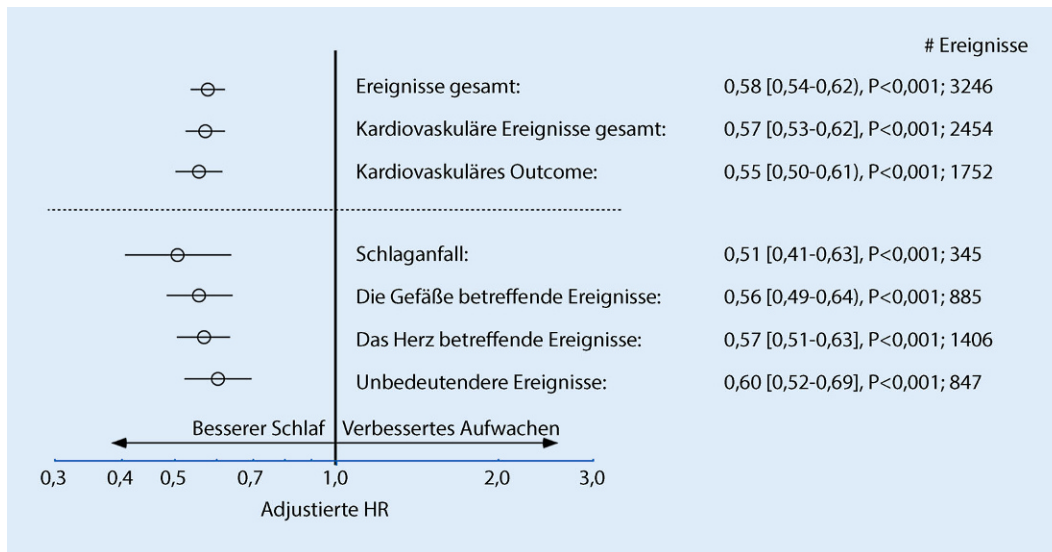 # Ereignisse
Ereignisse gesamt: 0,58 [0,54-0,62), P<0,001; 3246
Kardiovaskuläre Ereignisse gesamt: 0,57 [0,53-0,62], P<0,001; 2454
Kardiovaskuläres Outcome: 0,55 [0,50-0,61), P<0,001; 1752
Schlaganfall: 0,51 [0,41-0,63], P<0,001; 345
Die Gefäße betreffende Ereignisse: 0,56 [0,49-0,64), P<0,001; 885
Das Herz betreffende Ereignisse: 0,57 [0,51-0,63], P<0,001; 1406
Unbedeutendere Ereignisse: 0,60 [0,52-0,69], P<0,001; 847
Besserer Schlaf Verbessertes Aufwachen
0,3 0,4 0,5 0,7 1,0 2,0 3,0
Adjustierte HR